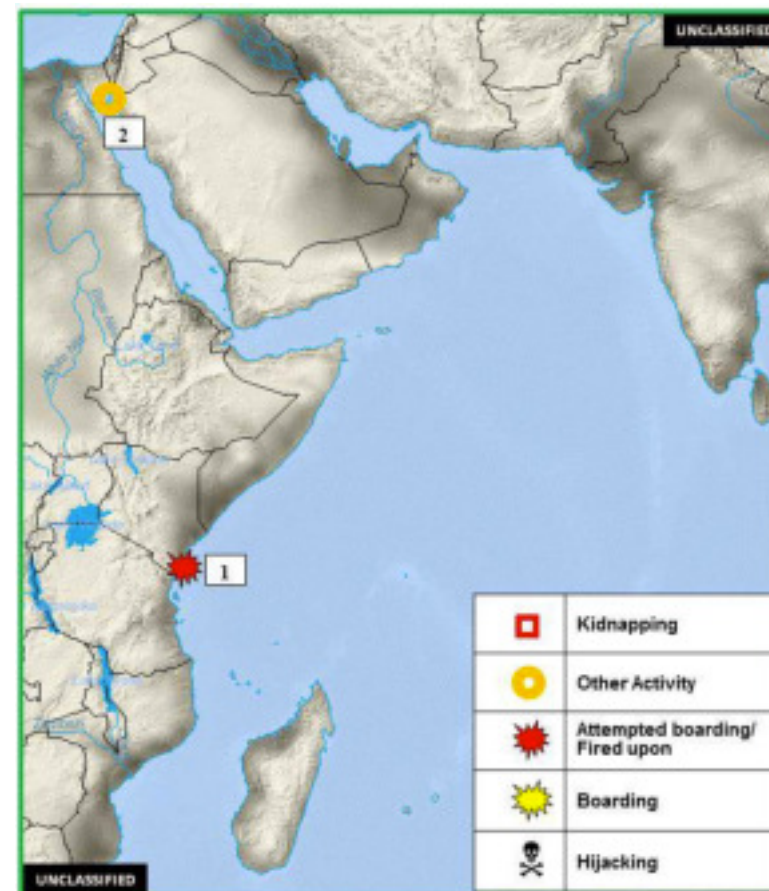 UNCLASSIFIED
2
1
Kidnapping
Other Activity
Attempted boarding/
Fired upon
Boarding
Hijacking
UNCLASSIFIED